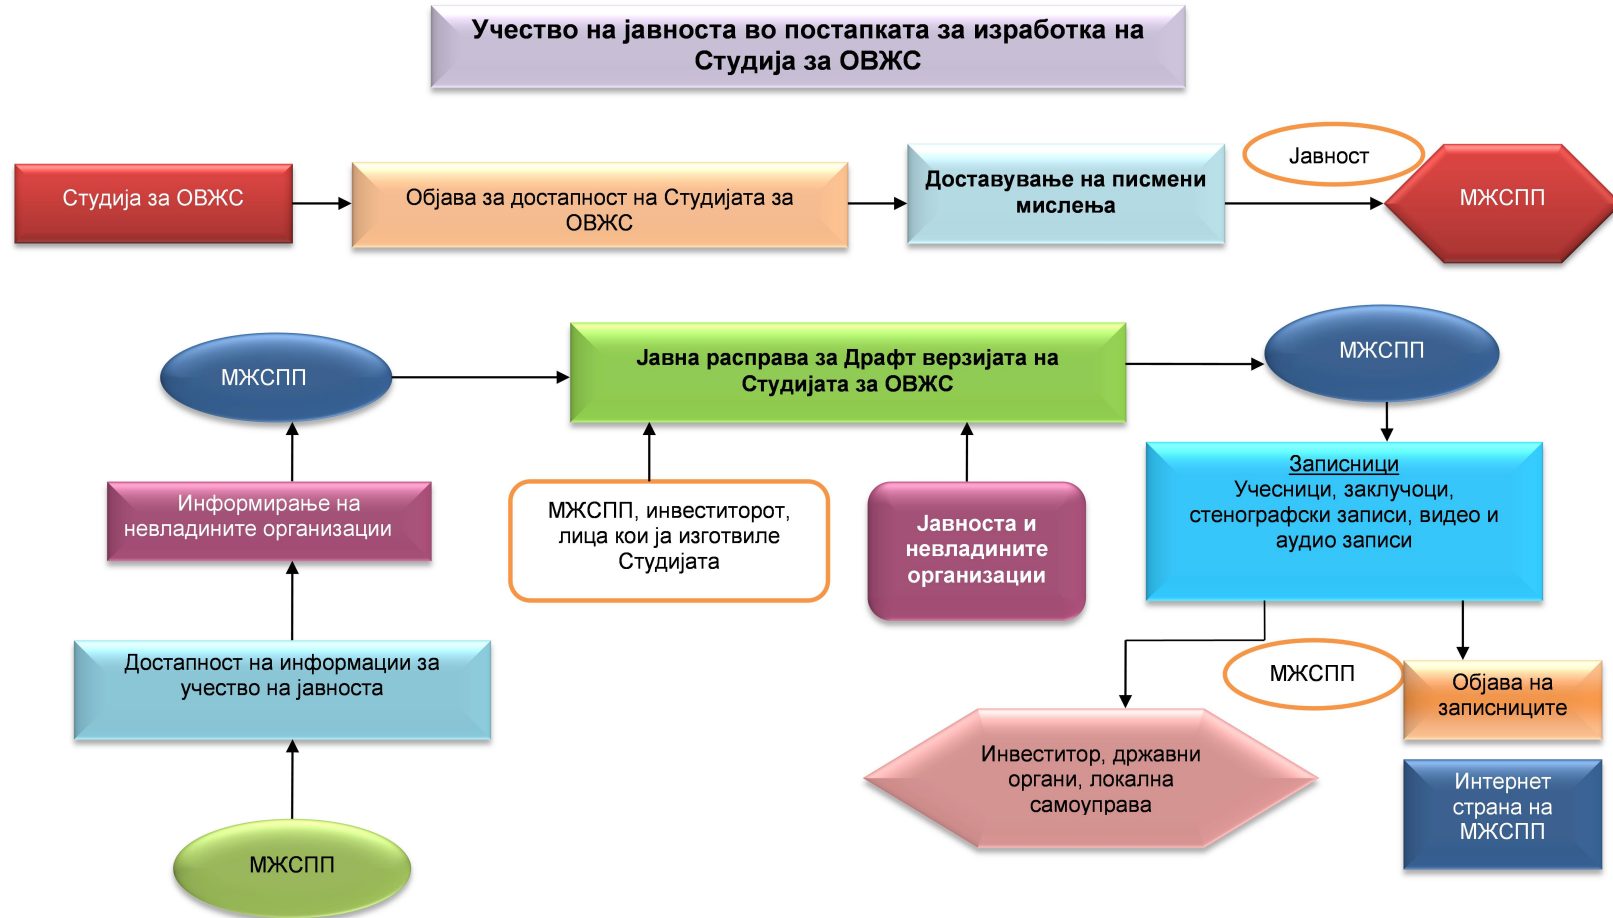 Учество на јавноста во постапката за изработка на
Студија за ОВЖС
Студија за ОВЖС
Објава за достапност на Студијата за
ОВЖС
Доставување на писмени
мислења
Јавност
МЖСПП
МЖСПП
Јавна расправа за Драфт верзијата на
Студијата за ОВЖС
МЖСПП
Информирање на
невладините организации
МЖСПП, инвеститорот,
лица кои ја изготвиле
Студијата
Јавноста и
невладините
организации
Записници
Учесници, заклучоци,
стенографски записи, видео и
аудио записи
Достапност на информации за
учество на јавноста
МЖСПП
Објава на
записниците
Инвеститор, државни
органи, локална
самоуправа
Интернет
страна на
МЖСПП
МЖСПП